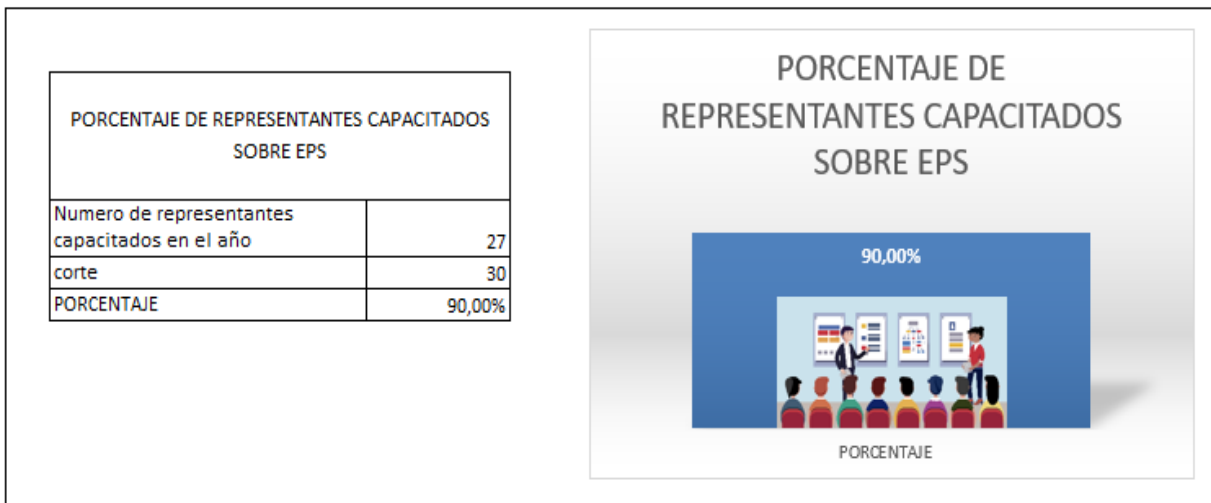 PORCENTAJE DE REPRESENTANTES CAPACITADOS
SOBRE EPS
Numero de representantes
capacitados en el año 27
corte 30
PORCENTAJE 90,00%
PORCENTAJE DE
REPRESENTANTES CAPACITADOS
SOBRE EPS
90,00%
PORCENTAJE